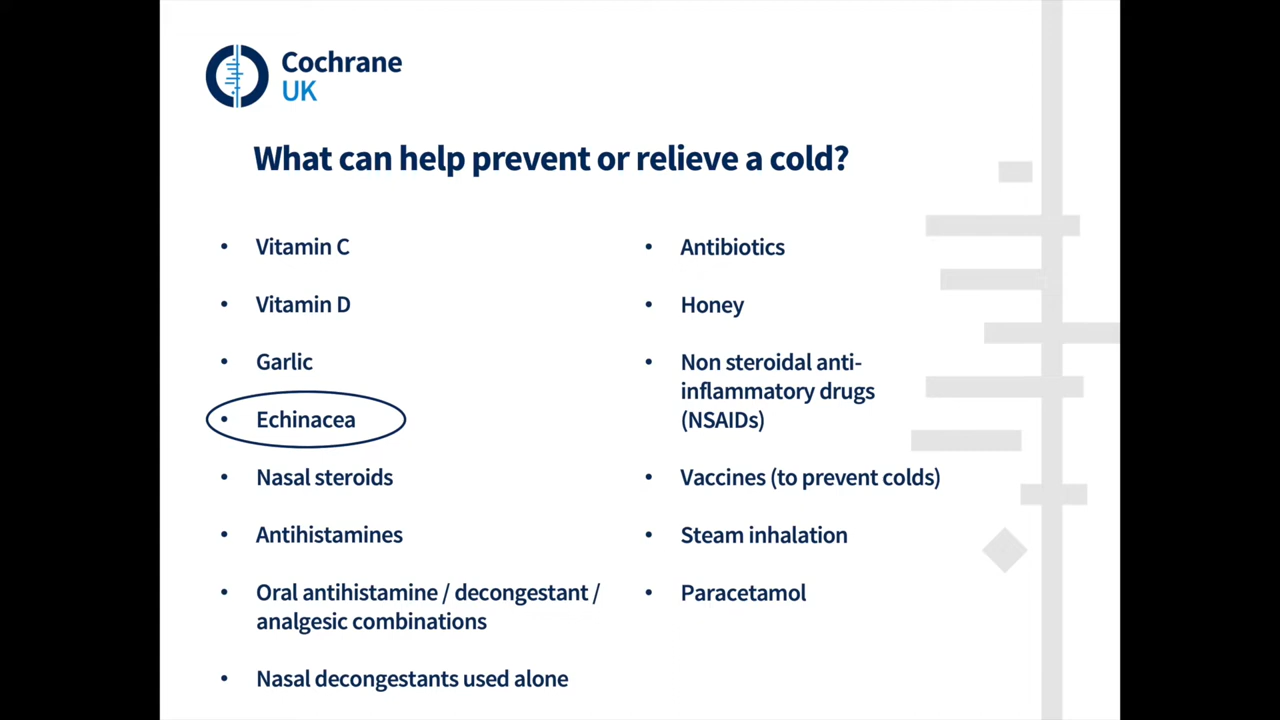 Cochrane
UK
What can help prevent or relieve a cold?
• Vitamin C
• Vitamin D
• Garlic
• Echinacea
• Nasal steroids
• Antihistamines
• Oral antihistamine / decongestant /
analgesic combinations
• Nasal decongestants used alone
• Antibiotics
• Honey
• Non steroidal anti-
inflammatory drugs
(NSAIDs)
• Vaccines (to prevent colds)
• Steam inhalation
• Paracetamol